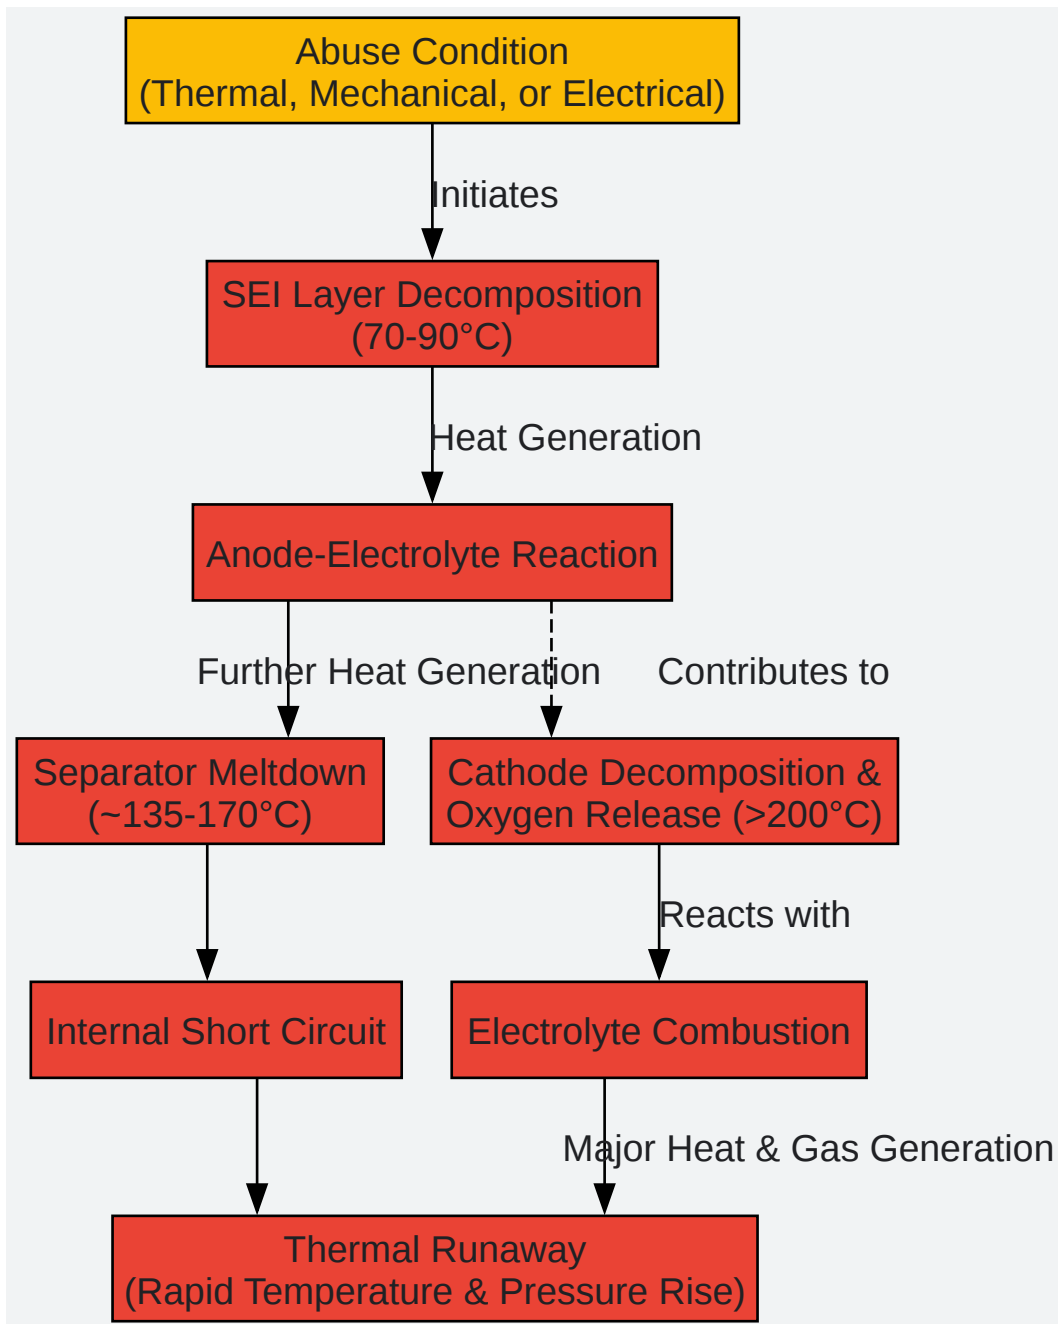 Abuse Condition
(Thermal, Mechanical, or Electrical)
Initiates
SEI Layer Decomposition
(70-90°C)
Heat Generation
Anode-Electrolyte Reaction
Further Heat Generation
Contributes to
Separator Meltdown
(~135-170°C)
Cathode Decomposition &
Oxygen Release (>200°C)
Reacts with
Internal Short Circuit
Electrolyte Combustion
Major Heat & Gas Generation
Thermal Runaway
(Rapid Temperature & Pressure Rise)